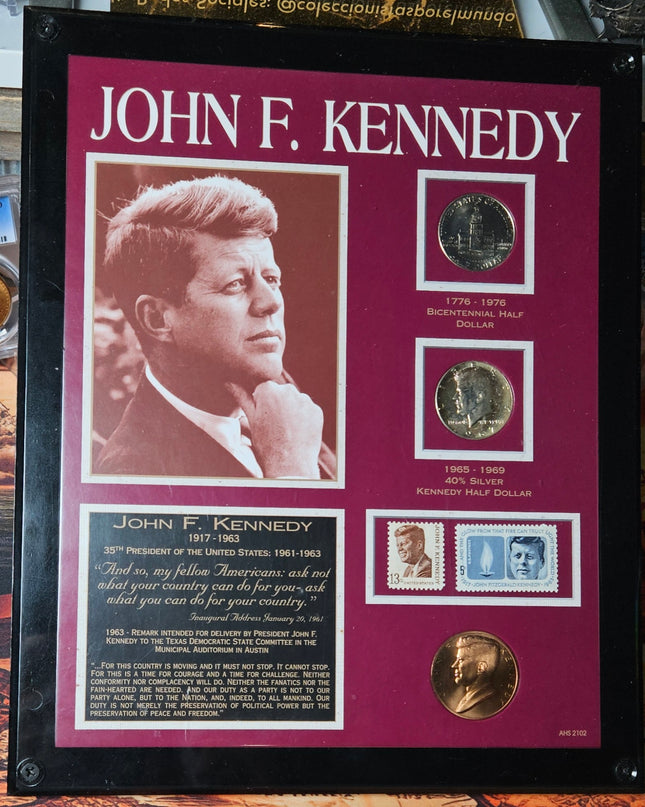 Redes Sociales: @coleccionistasporelmundo
JOHN F. KENNEDY
1776 - 1976
BICENTENNIAL HALF
DOLLAR
1965 - 1969
40% SILVER
KENNEDY HALF DOLLAR
JOHN F. KENNEDY
1917-1963
35TH PRESIDENT OF THE UNITED STATES: 1961-1963
"And so, my fellow Americans: ask not
what your country can do for you- ask
what you can do for your country."
Inaugural Address January 20, 1961
1963 - REMARK INTENDED FOR DELIVERY BY PRESIDENT JOHN F.
KENNEDY TO THE TEXAS DEMOCRATIC STATE COMMITTEE IN THE
MUNICIPAL AUDITORIUM IN AUSTIN
"...FOR THIS COUNTRY IS MOVING AND IT MUST NOT STOP. IT CANNOT STOP.
FOR THIS IS A TIME FOR COURAGE AND A TIME FOR CHALLENGE. NEITHER
CONFORMITY NOR COMPLACENCY WILL DO. NEITHER THE FANATICS NOR THE
FAIN-HEARTED ARE NEEDED. AND OUR DUTY AS A PARTY IS NOT TO OUR
PARTY ALONE, BUT TO THE NATION, AND, INDEED, TO ALL MANKIND. OUR
DUTY IS NOT MERELY THE PRESERVATION OF POLITICAL POWER BUT THE
PRESERVATION OF PEACE AND FREEDOM."
13c
JOHN F. KENNEDY
UNITED STATES
5
JOHN FITZGERALD KENNEDY
AHS 2102